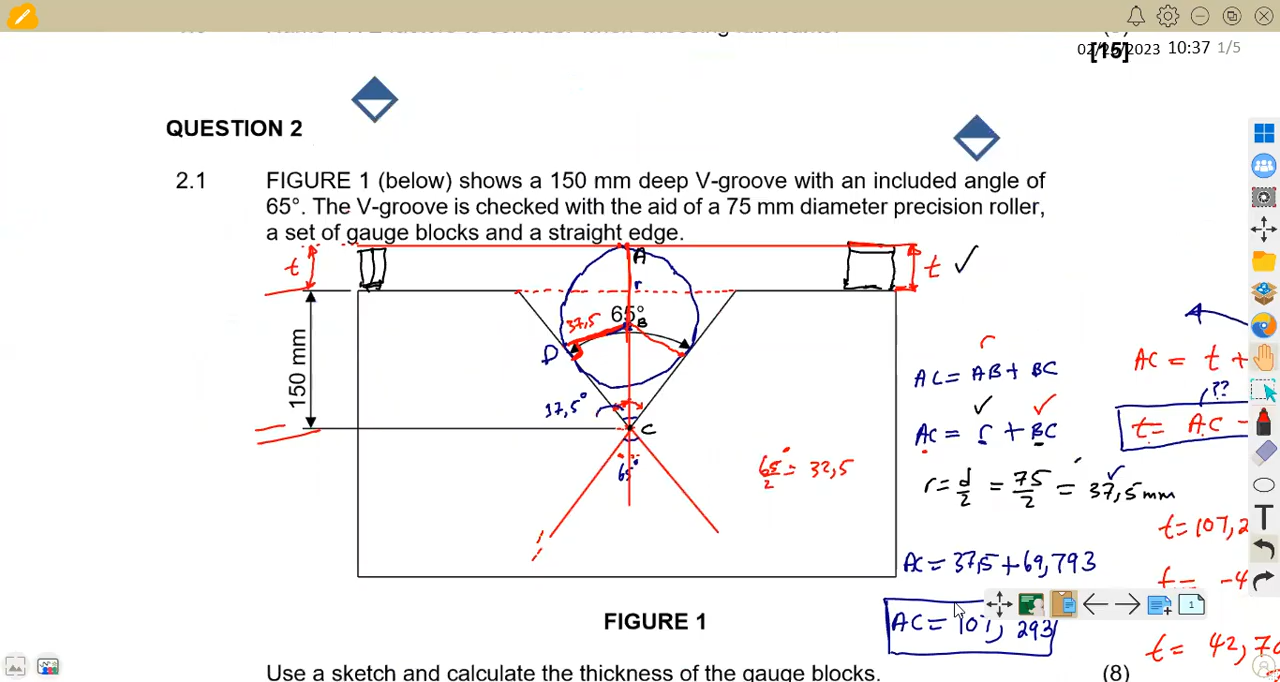 02/25/2023 10:37 1/5
[15]
QUESTION 2
2.1 FIGURE 1 (below) shows a 150 mm deep V-groove with an included angle of
65°. The V-groove is checked with the aid of a 75 mm diameter precision roller,
a set of gauge blocks and a straight edge.
A
t
t ✓
r
65°
B
37,5
D
150 mm
17,5°
C
65°
65°/2 = 32,5
r
AC = AB + BC
AC = r + BC
r = d/2 = 75/2 = 37,5 mm
AC = 37,5 + 69,793
AC = 107,293
AC = t +
??
t = AC -
t = 107,2
t = -4
t = 42,70
T
1
FIGURE 1
Use a sketch and calculate the thickness of the gauge blocks. (8)